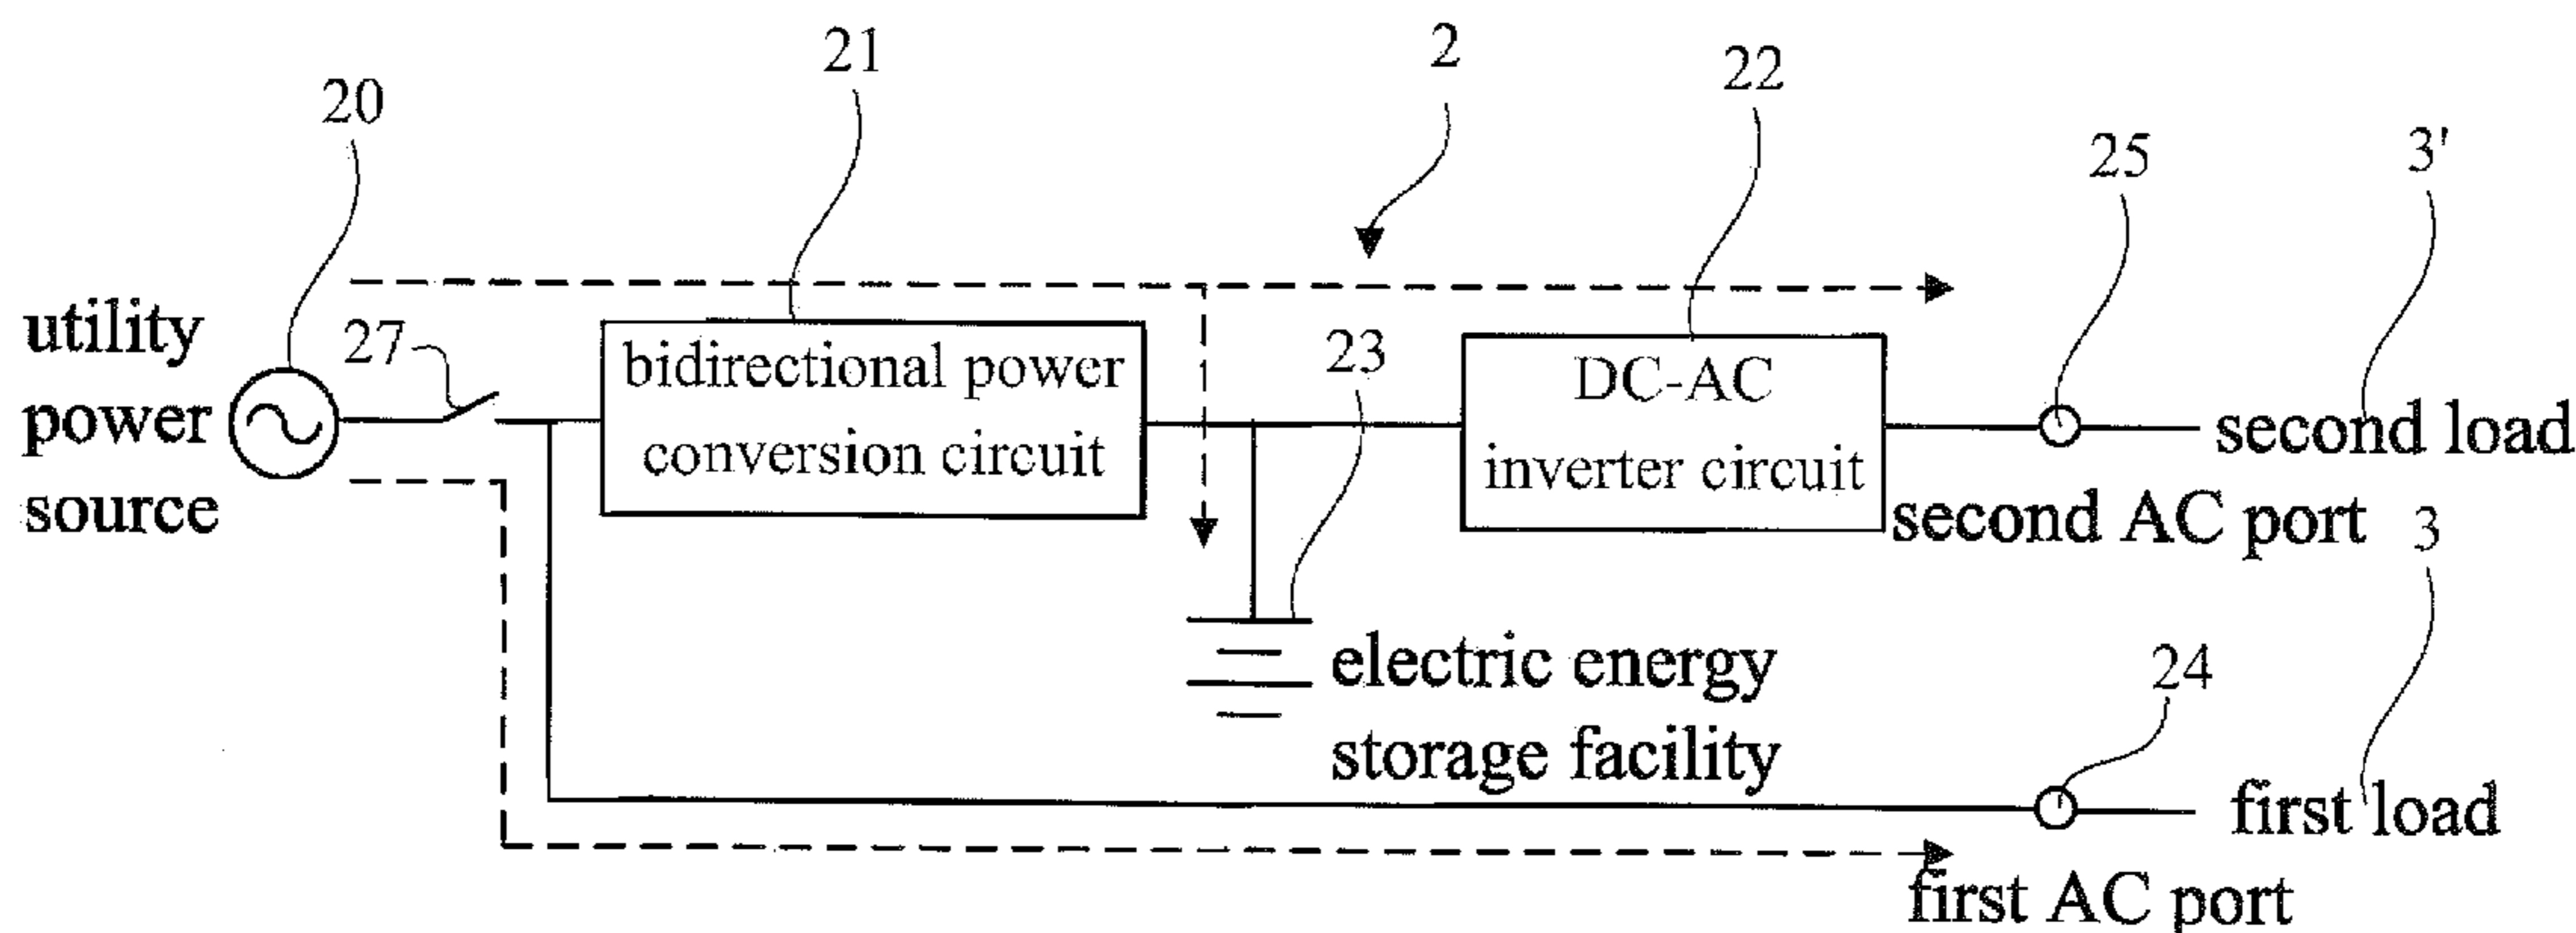 2
21
22
20
25
3'
utility
power
source
27
bidirectional power
conversion circuit
23
DC-AC
inverter circuit
second load
second AC port
3
electric energy
storage facility
24
first load
first AC port